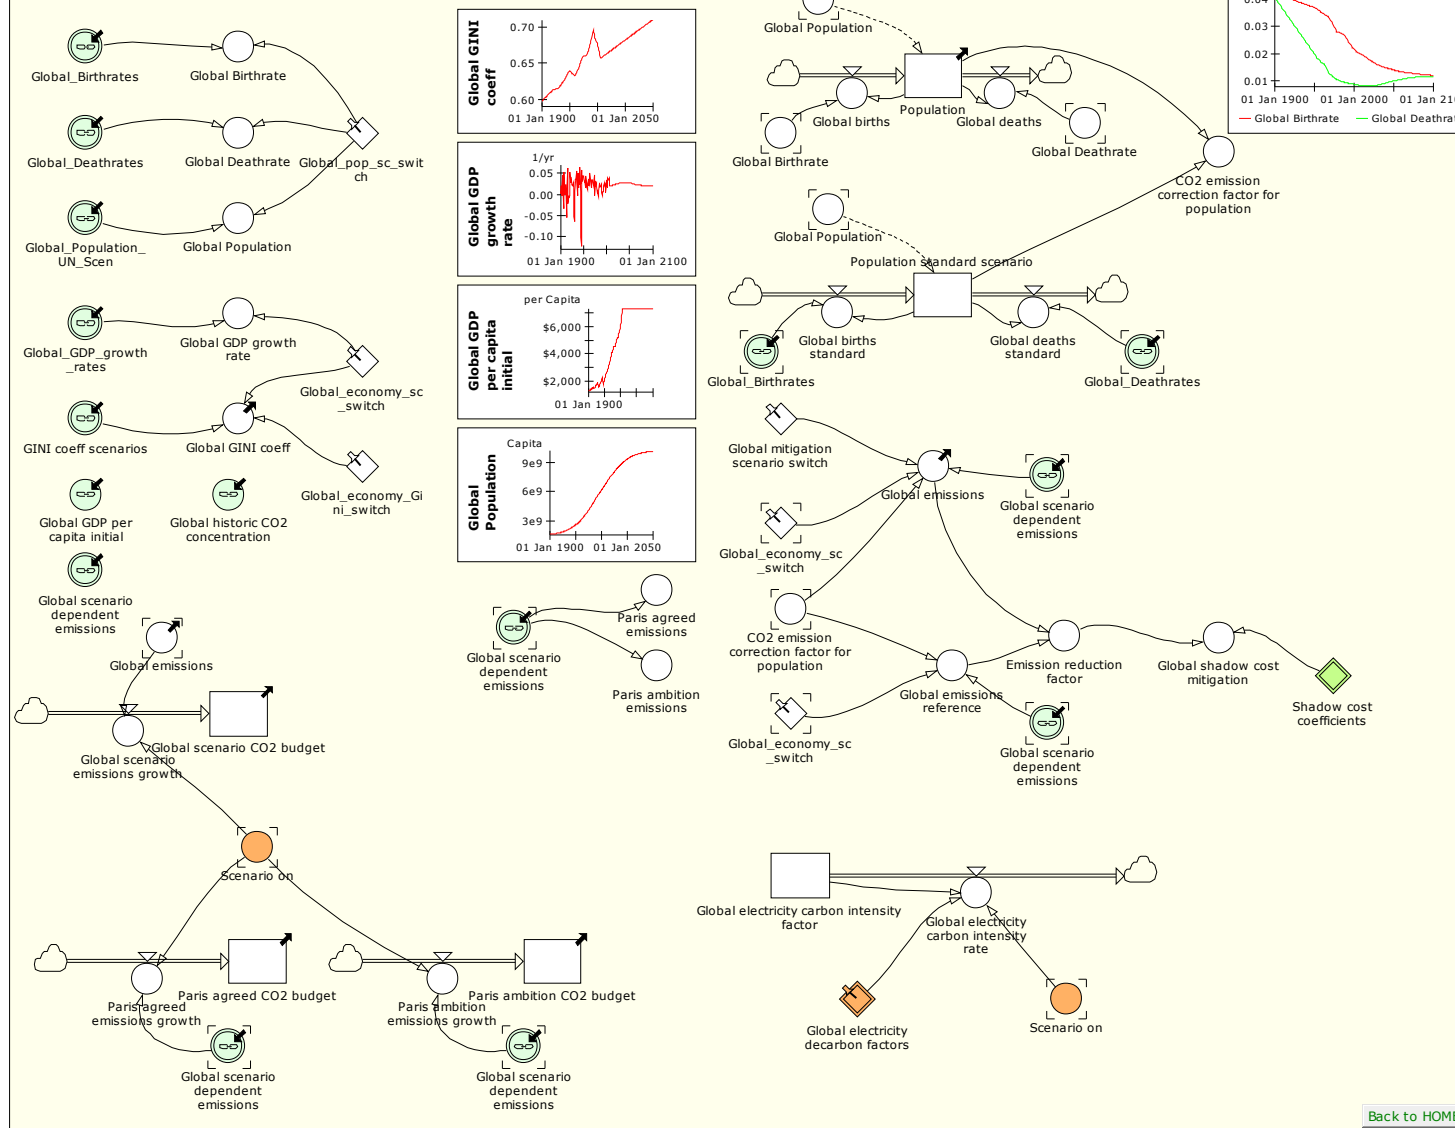 Global_Birthrates
Global Birthrate
Global_Deathrates
Global Deathrate
Global_pop_sc_swit
ch
Global_Population_
UN_Scen
Global Population
Global_GDP_growth
_rates
Global GDP growth
rate
Global_economy_sc
_switch
GINI coeff scenarios
Global GINI coeff
Global_economy_Gi
ni_switch
Global GDP per
capita initial
Global historic CO2
concentration
Global scenario
dependent
emissions
Global emissions
Global scenario CO2 budget
Global scenario
emissions growth
Scenario on
Paris agreed CO2 budget
Paris agreed
emissions growth
Global scenario
dependent
emissions
Paris ambition CO2 budget
Paris ambition
emissions growth
Global scenario
dependent
emissions
Global GINI
coeff
0.70
0.65
0.60
01 Jan 1900
01 Jan 2050
Global GDP
growth
rate
1/yr
0.05
0.00
-0.05
-0.10
01 Jan 1900
01 Jan 2100
Global GDP
per capita
initial
per Capita
$6,000
$4,000
$2,000
01 Jan 1900
Global
Population
Capita
9e9
6e9
3e9
01 Jan 1900
01 Jan 2050
Global scenario
dependent
emissions
Paris agreed
emissions
Paris ambition
emissions
Global Population
Population
Global births
Global deaths
Global Birthrate
Global Deathrate
CO2 emission
correction factor for
population
Global Population
Population standard scenario
Global births
standard
Global deaths
standard
Global_Birthrates
Global_Deathrates
0.04
0.03
0.02
0.01
01 Jan 1900
01 Jan 2000
01 Jan 210
Global Birthrate
Global Deathrat
Global mitigation
scenario switch
Global emissions
Global scenario
dependent
emissions
Global_economy_sc
_switch
CO2 emission
correction factor for
population
Global_economy_sc
_switch
Global emissions
reference
Global scenario
dependent
emissions
Emission reduction
factor
Global shadow cost
mitigation
Shadow cost
coefficients
Global electricity carbon intensity
factor
Global electricity
carbon intensity
rate
Global electricity
decarbon factors
Scenario on
Back to HOME